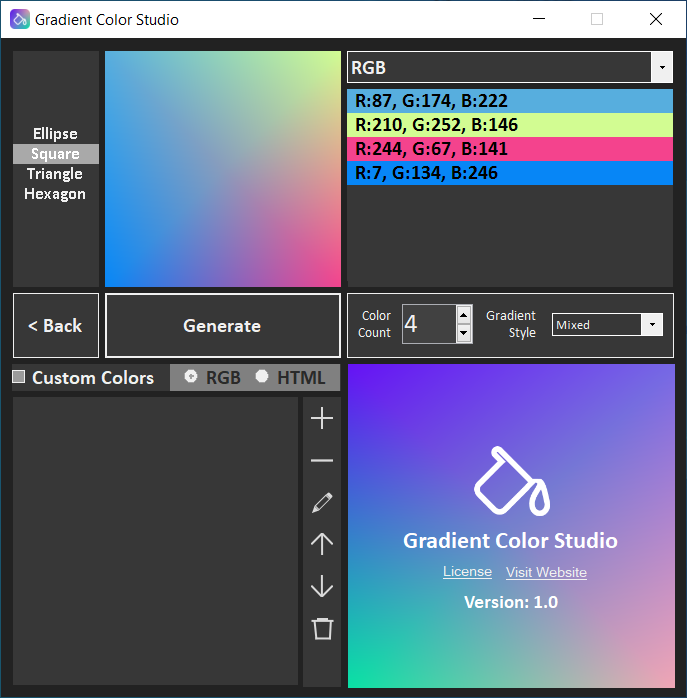 Gradient Color Studio
Ellipse
Square
Triangle
Hexagon
RGB
R:87, G:174, B:222
R:210, G:252, B:146
R:244, G:67, B:141
R:7, G:134, B:246
< Back
Generate
Color
Count
4
Gradient
Style
Mixed
Custom Colors
RGB
HTML
Gradient Color Studio
License
Visit Website
Version: 1.0